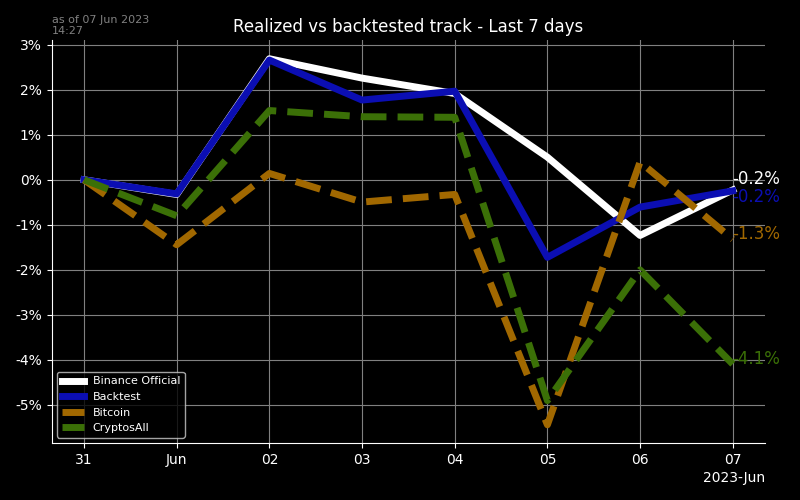 as of 07 Jun 2023
14:27
Realized vs backtested track - Last 7 days
3%
2%
1%
0%
-1%
-2%
-3%
-4%
-5%
-0.2%
-0.2%
-1.3%
-4.1%
Binance Official
Backtest
Bitcoin
CryptosAll
31
Jun
02
03
04
05
06
07
2023-Jun